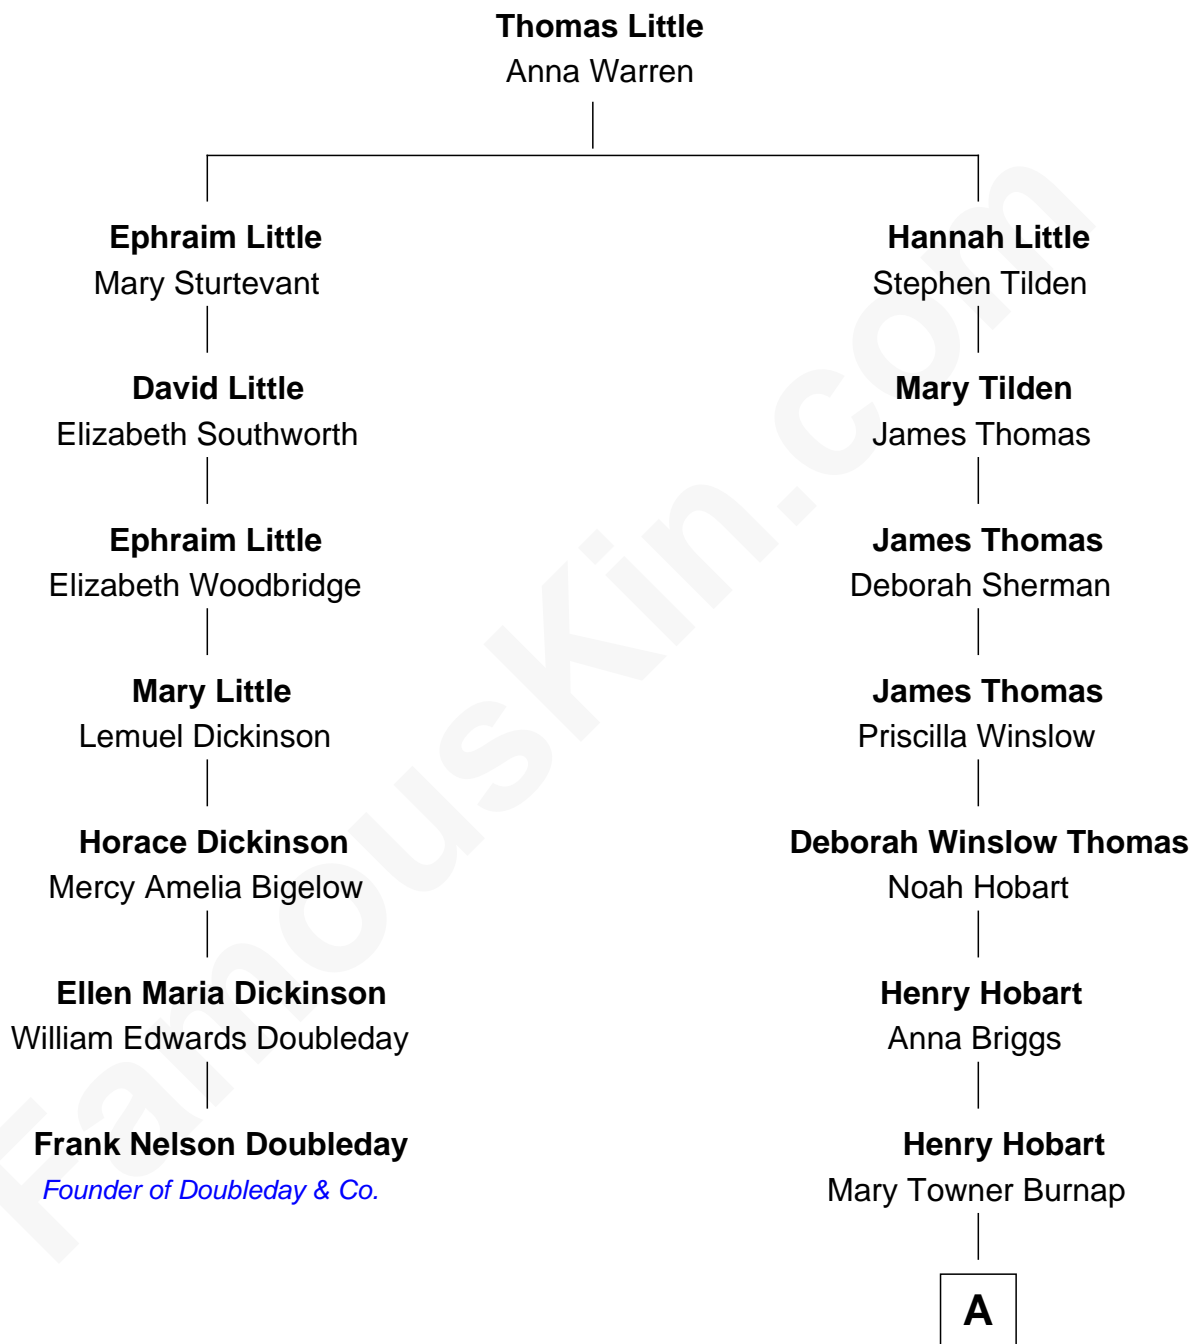 Thomas Little
Anna Warren
Ephraim Little
Mary Sturtevant
David Little
Elizabeth Southworth
Ephraim Little
Elizabeth Woodbridge
Mary Little
Lemuel Dickinson
Horace Dickinson
Mercy Amelia Bigelow
Ellen Maria Dickinson
William Edwards Doubleday
Frank Nelson Doubleday
Founder of Doubleday & Co.
Hannah Little
Stephen Tilden
Mary Tilden
James Thomas
James Thomas
Deborah Sherman
James Thomas
Priscilla Winslow
Deborah Winslow Thomas
Noah Hobart
Henry Hobart
Anna Briggs
Henry Hobart
Mary Towner Burnap
A
FamousKin.com